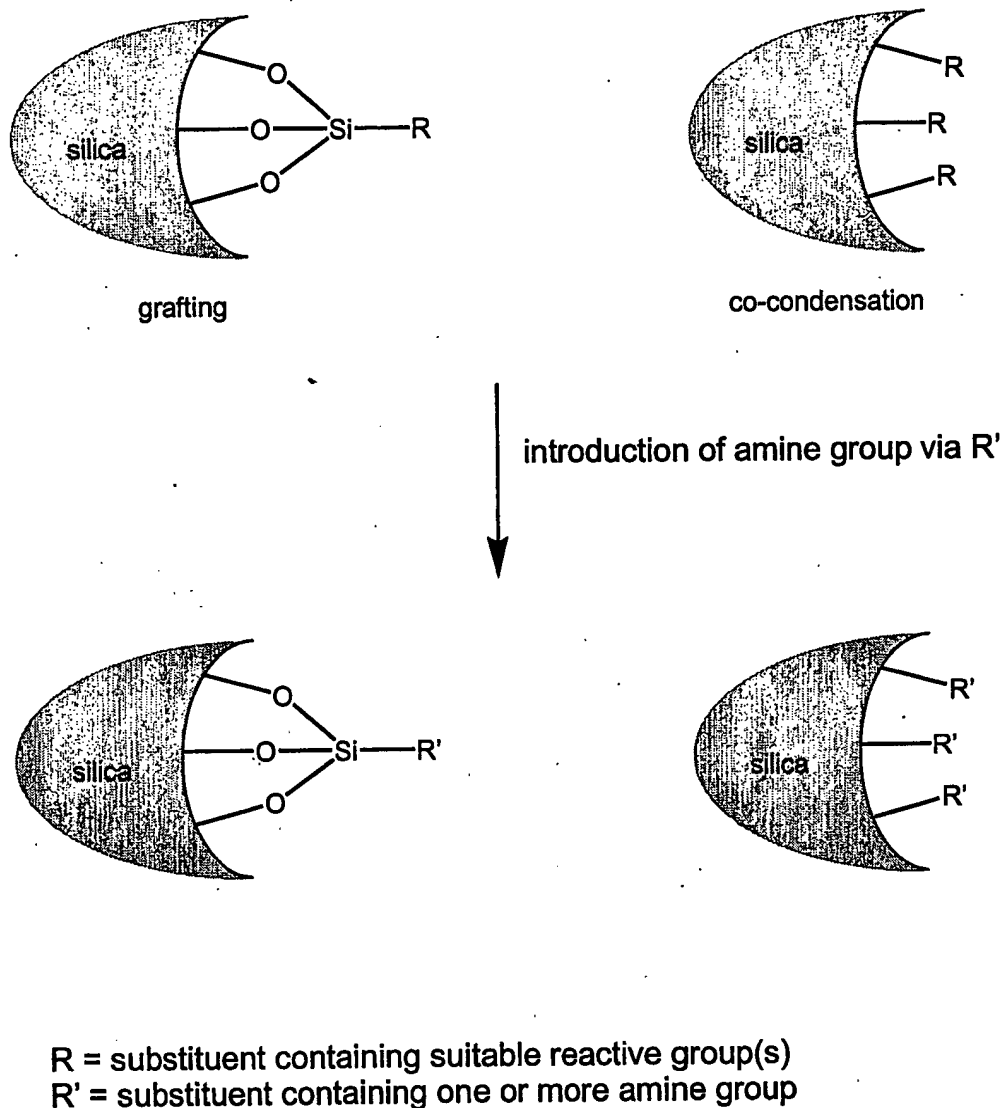 O
Si
R
O
O
silica
grafting
R
R
R
silica
co-condensation
introduction of amine group via R'
O
Si
R'
O
O
silica
R'
R'
R'
silica
R = substituent containing suitable reactive group(s)
R' = substituent containing one or more amine group